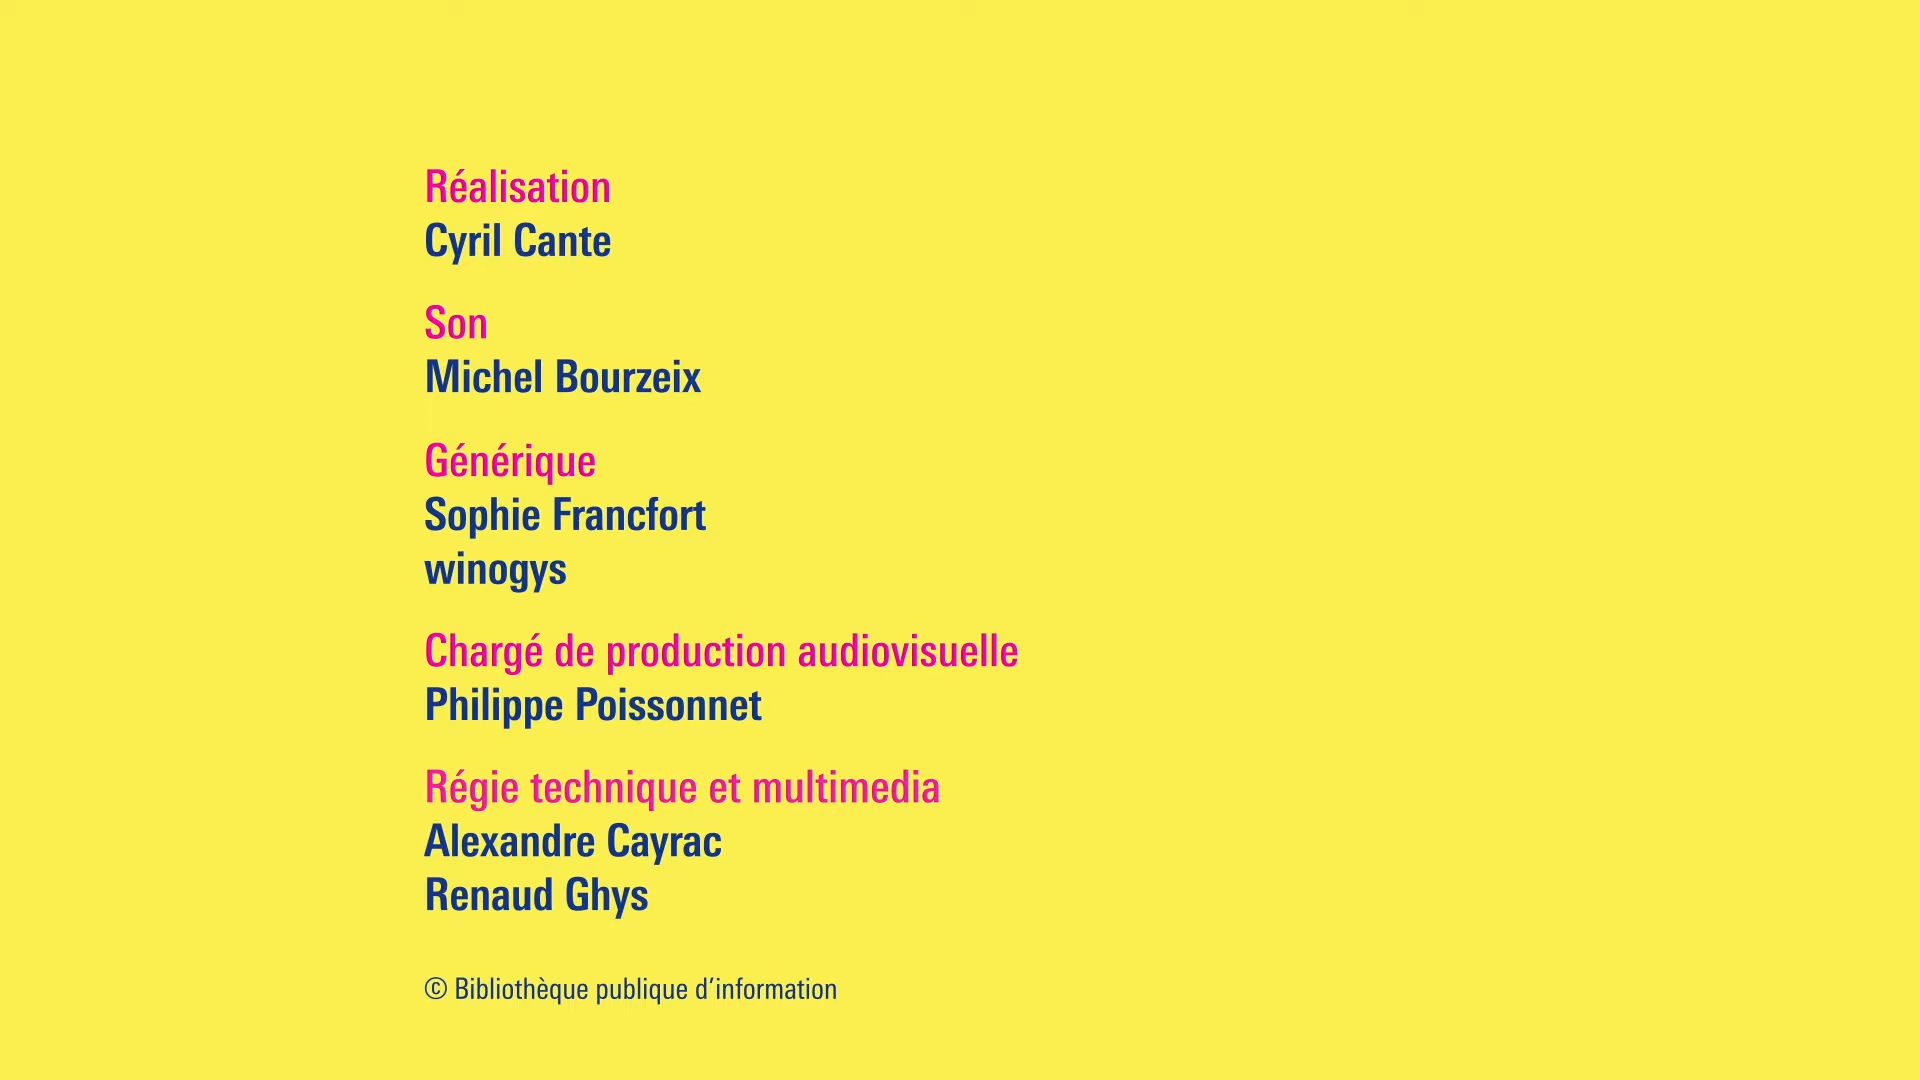 Réalisation
Cyril Cante
Son
Michel Bourzeix
Générique
Sophie Francfort
winogys
Chargé de production audiovisuelle
Philippe Poissonnet
Régie technique et multimedia
Alexandre Cayrac
Renaud Ghys
© Bibliothèque publique d’information